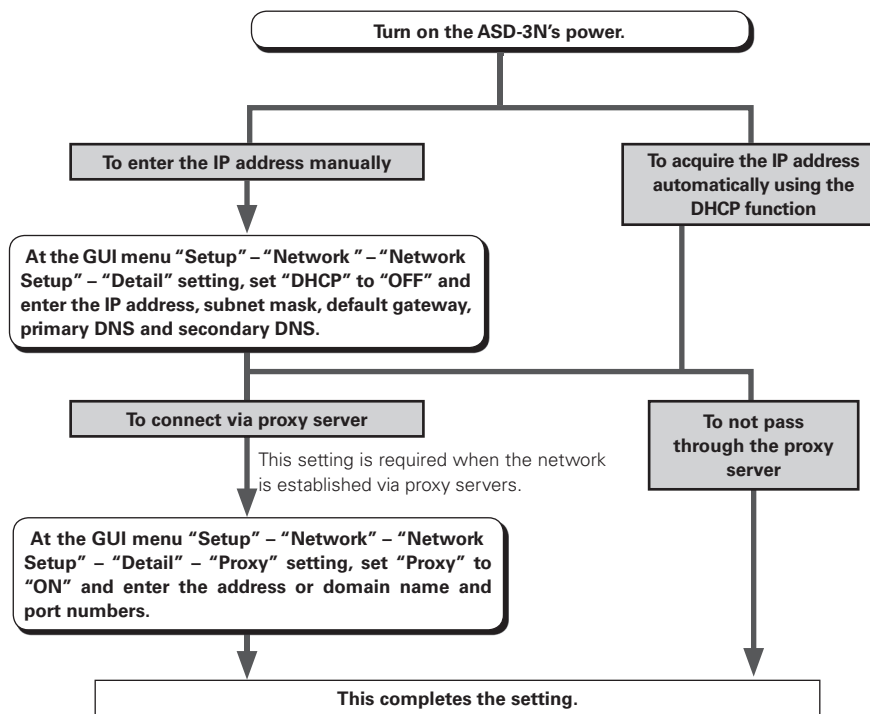 Turn on the ASD-3N’s power.
To enter the IP address manually
To acquire the IP address
automatically using the
DHCP function
At the GUI menu “Setup” – “Network ” – “Network
Setup” – “Detail” setting, set “DHCP” to “OFF” and
enter the IP address, subnet mask, default gateway,
primary DNS and secondary DNS.
To connect via proxy server
To not pass
through the proxy
server
This setting is required when the network
is established via proxy servers.
At the GUI menu “Setup” – “Network” – “Network
Setup” – “Detail” – “Proxy” setting, set “Proxy” to
“ON” and enter the address or domain name and
port numbers.
This completes the setting.